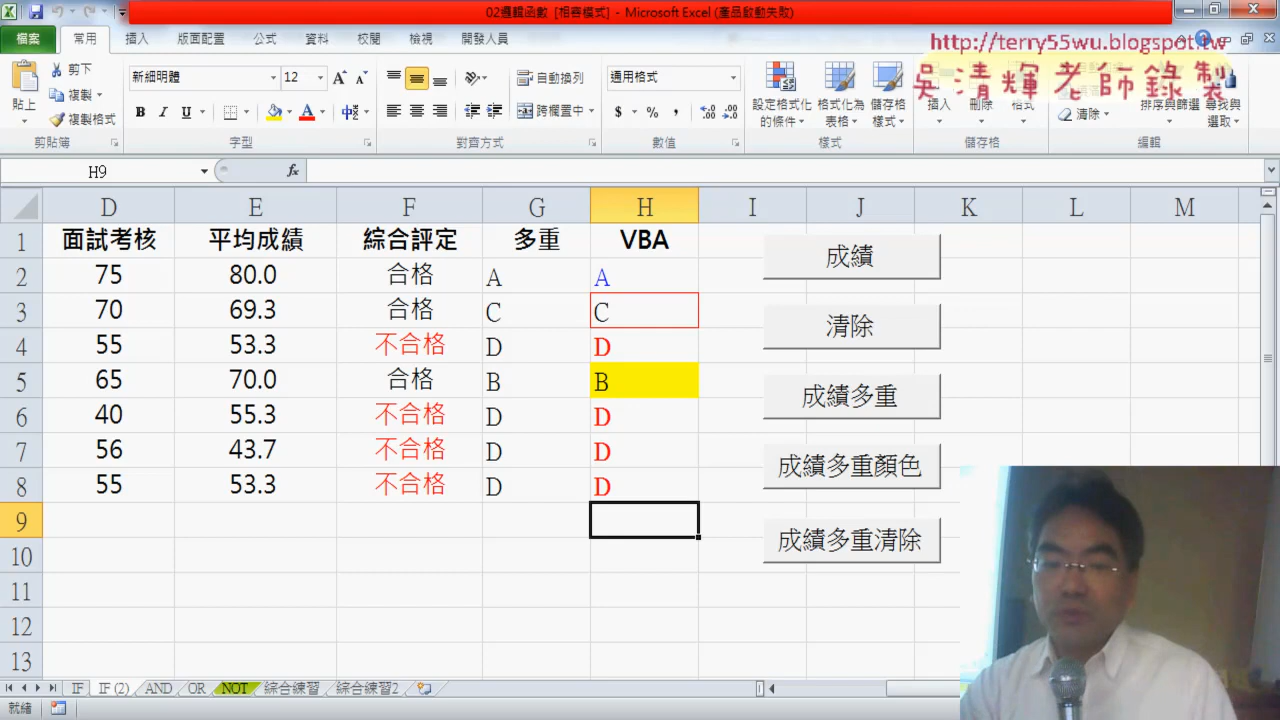 02邏輯函數 [相容模式] - Microsoft Excel (產品啟動失敗)
檔案 常用 插入 版面配置 公式 資料 校閱 檢視 開發人員
http://terry55wu.blogspot.tw
吳清輝老師錄製
貼上 剪下 複製 複製格式
新細明體 12 自動換列 跨欄置中 通用格式
設定格式化的條件 格式化為表格 儲存格樣式 插入 刪除 格式 清除 排序與篩選 尋找與選取
剪貼簿 字型 對齊方式 數值 樣式 儲存格 編輯
H9 fx
D E F G H I J K L M
1 面試考核 平均成績 綜合評定 多重 VBA
2 75 80.0 合格 A A
3 70 69.3 合格 C C
4 55 53.3 不合格 D D
5 65 70.0 合格 B B
6 40 55.3 不合格 D D
7 56 43.7 不合格 D D
8 55 53.3 不合格 D D
9
10
11
12
13
成績
清除
成績多重
成績多重顏色
成績多重清除
IF IF (2) AND OR NOT 綜合練習 綜合練習2
就緒